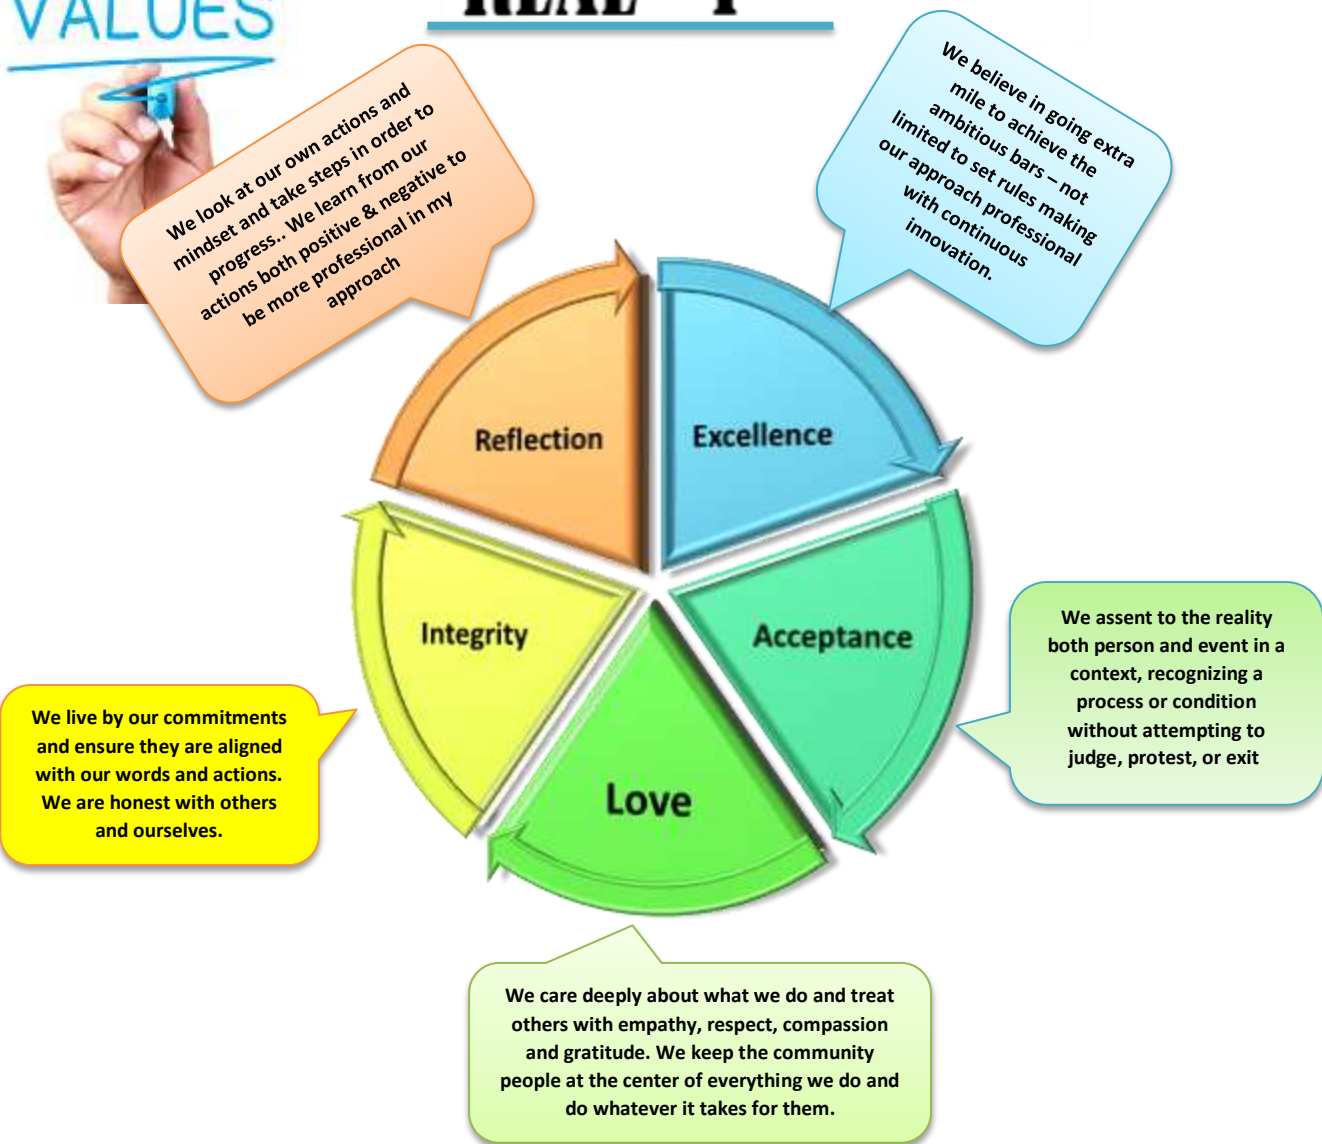 VALUES
REAL I
We look at our own actions and
mindset and take steps in order to
progress.. We learn from our
actions both positive & negative to
be more professional in my
approach
We believe in going extra
mile to achieve the
ambitious bars – not
limited to set rules making
our approach professional
with continuous
innovation.
Reflection
Excellence
Integrity
Acceptance
Love
We assent to the reality
both person and event in a
context, recognizing a
process or condition
without attempting to
judge, protest, or exit
We live by our commitments
and ensure they are aligned
with our words and actions.
We are honest with others
and ourselves.
We care deeply about what we do and treat
others with empathy, respect, compassion
and gratitude. We keep the community
people at the center of everything we do and
do whatever it takes for them.